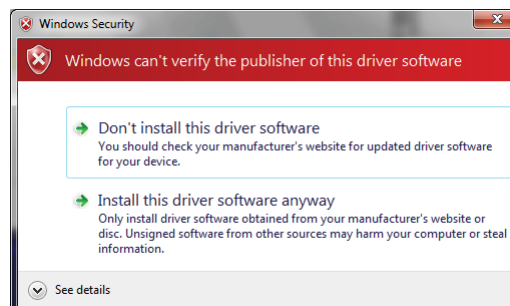 Windows Security
Windows can't verify the publisher of this driver software
Don't install this driver software
You should check your manufacturer's website for updated driver software
for your device.
Install this driver software anyway
Only install driver software obtained from your manufacturer's website or
disc. Unsigned software from other sources may harm your computer or steal
information.
See details